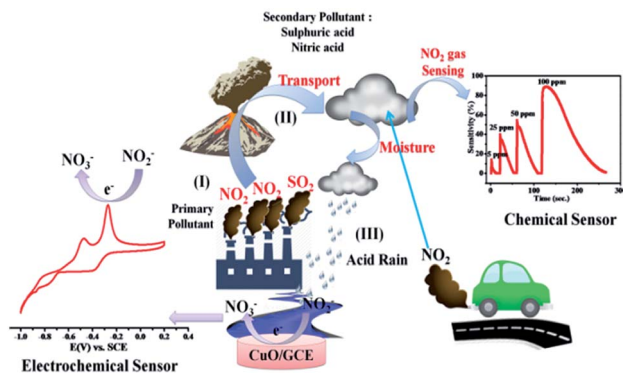 Secondary Pollutant :
Sulphuric acid
Nitric acid
NO2 gas
Sensing
Transport
(II)
Moisture
100 ppm
50 ppm
25 ppm
5 ppm
Sensitivity (%)
100
80
60
40
20
0
0 100 200
Time (sec.)
Chemical Sensor
NO3- NO2-
e-
(I)
Primary
Pollutant
NO2 NO2 SO2
(III)
Acid Rain
NO2
NO3- NO2-
e-
CuO/GCE
-1.0 -0.8 -0.6 -0.4 -0.2 0.0 0.2 0.4
E(V) vs. SCE
Electrochemical Sensor